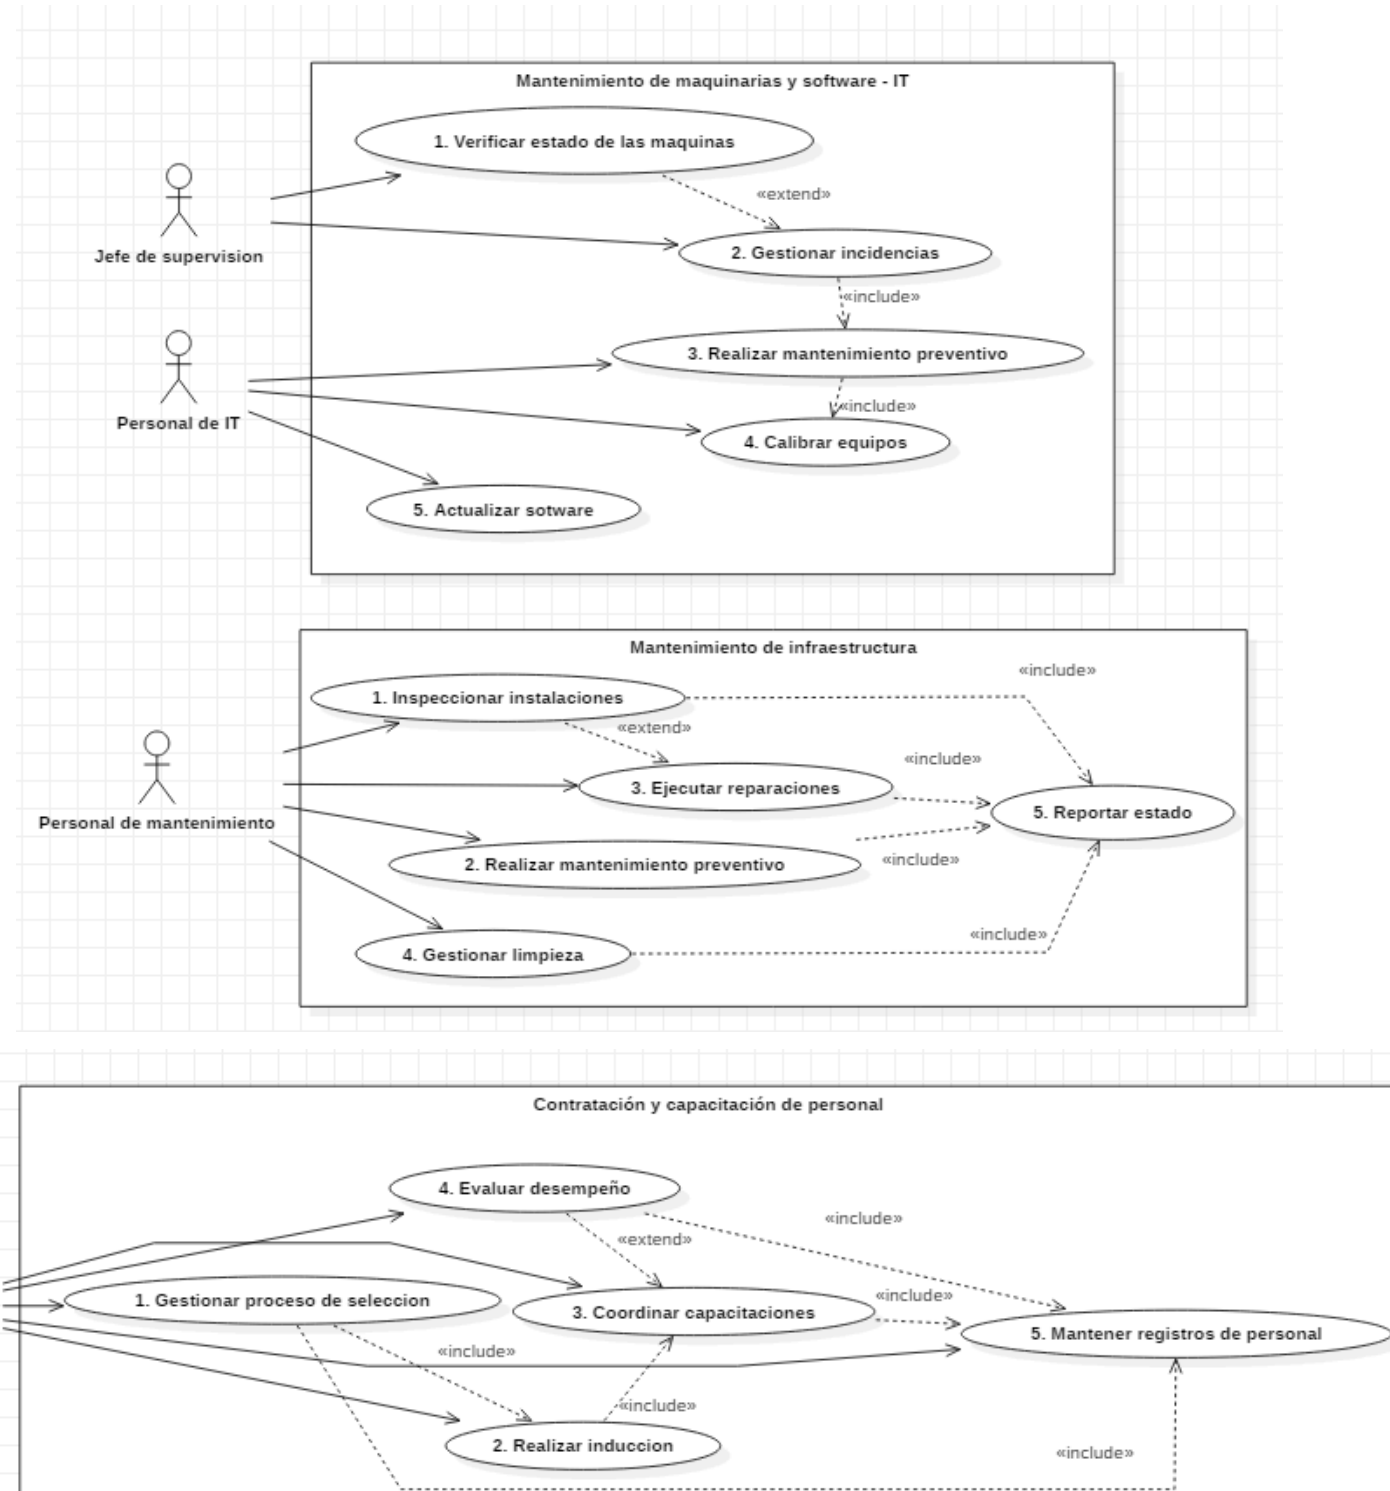 Mantenimiento de maquinarias y software - IT
1. Verificar estado de las maquinas
«extend»
Jefe de supervision
2. Gestionar incidencias
«include»
3. Realizar mantenimiento preventivo
«include»
Personal de IT
4. Calibrar equipos
5. Actualizar sotware
Mantenimiento de infraestructura
«include»
1. Inspeccionar instalaciones
«extend»
«include»
3. Ejecutar reparaciones
5. Reportar estado
Personal de mantenimiento
«include»
2. Realizar mantenimiento preventivo
«include»
4. Gestionar limpieza
Contratación y capacitación de personal
4. Evaluar desempeño
«include»
«extend»
«include»
1. Gestionar proceso de seleccion
3. Coordinar capacitaciones
5. Mantener registros de personal
«include»
«include»
2. Realizar induccion
«include»